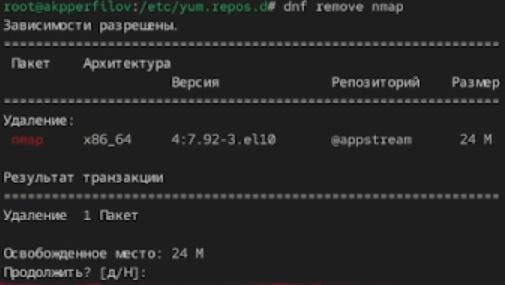 root@akpperfilov:/etc/yum.repos.d# dnf remove nmap
Зависимости разрешены.
Пакет Архитектура
Версия Репозиторий Размер
Удаление:
nmap x86_64 4:7.92-3.el10 @appstream 24 M
Результат транзакции
Удаление 1 Пакет
Освобожденное место: 24 M
Продолжить? [д/Н]: